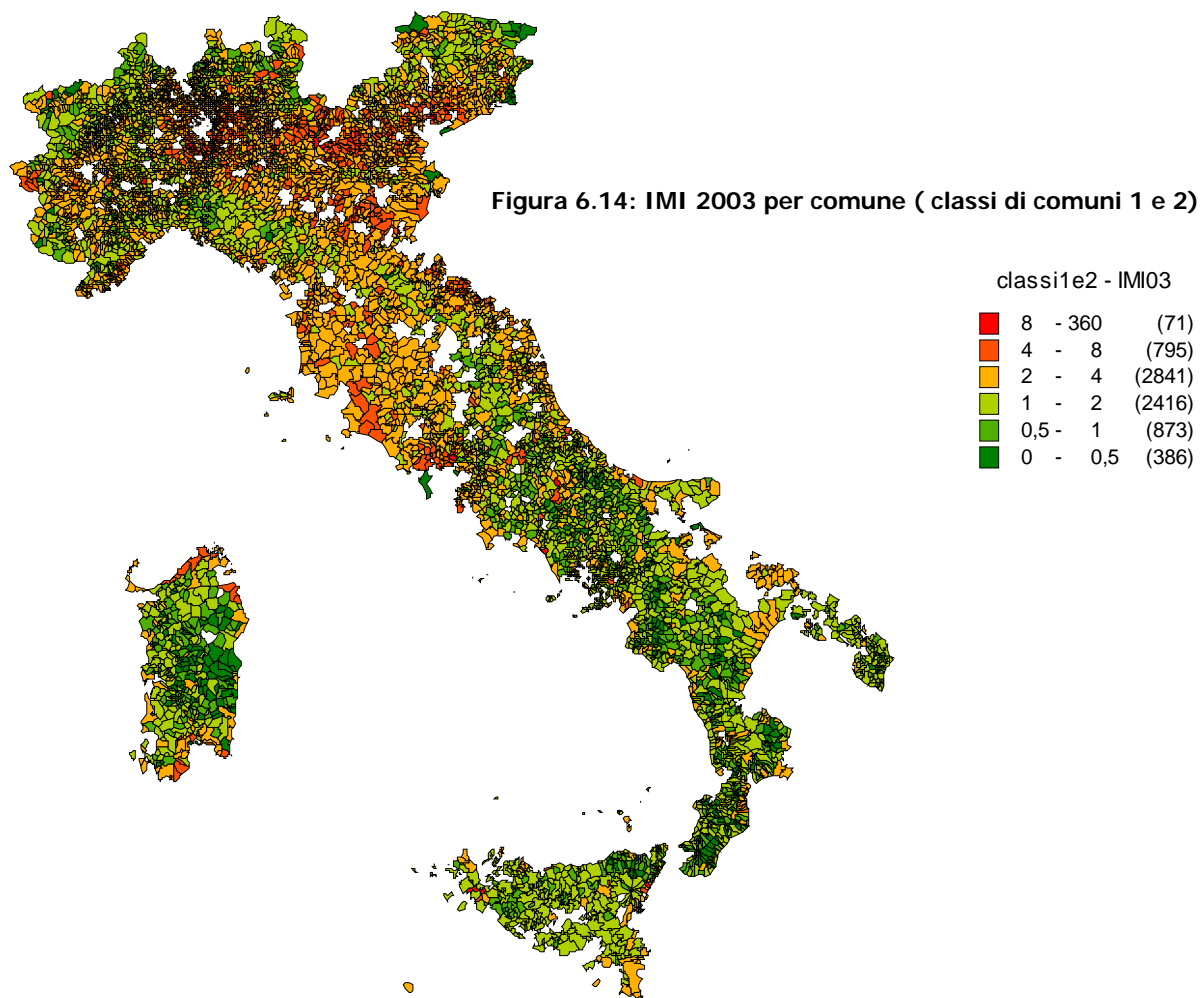 Figura 6.14: IMI 2003 per comune ( classi di comuni 1 e 2)
classi1e2 - IMI03
8 - 360 (71)
4 - 8 (795)
2 - 4 (2841)
1 - 2 (2416)
0,5 - 1 (873)
0 - 0,5 (386)